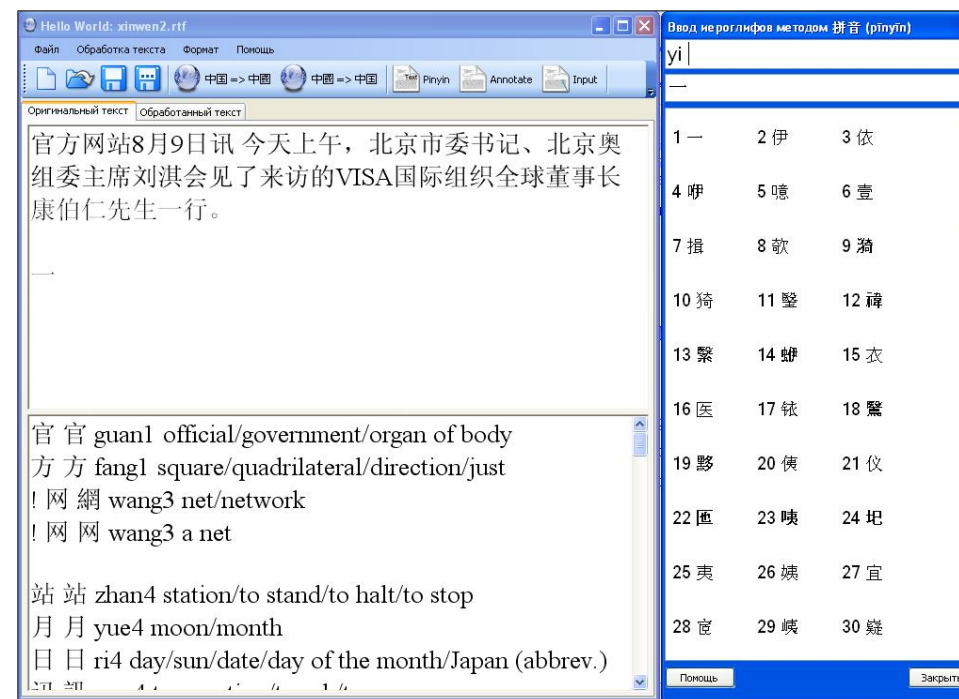 Hello World: xinwen2.rtf
Файл Обработка текста Формат Помощь
中国 => 中國 中國 => 中国 Text Pinyin Annotate Input
Оригинальный текст Обработанный текст
官方网站8月9日讯 今天上午，北京市委书记、北京奥
组委主席刘淇会见了来访的VISA国际组织全球董事长
康伯仁先生一行。
一
官 官 guan1 official/government/organ of body
方 方 fang1 square/quadrilateral/direction/just
! 网 網 wang3 net/network
! 网 网 wang3 a net
站 站 zhan4 station/to stand/to halt/to stop
月 月 yue4 moon/month
日 日 ri4 day/sun/date/day of the month/Japan (abbrev.)
Ввод иероглифов методом 拼音 (pīnyīn)
yi
一
1 一 2 伊 3 依
4 咿 5 噫 6 壹
7 揖 8 欹 9 漪
10 猗 11 繄 12 禕
13 繄 14 蛜 15 衣
16 医 17 铱 18 鷖
19 黟 20 侇 21 仪
22 匜 23 咦 24 圯
25 夷 26 姨 27 宜
28 宧 29 峓 30 嶷
Помощь Закрыть